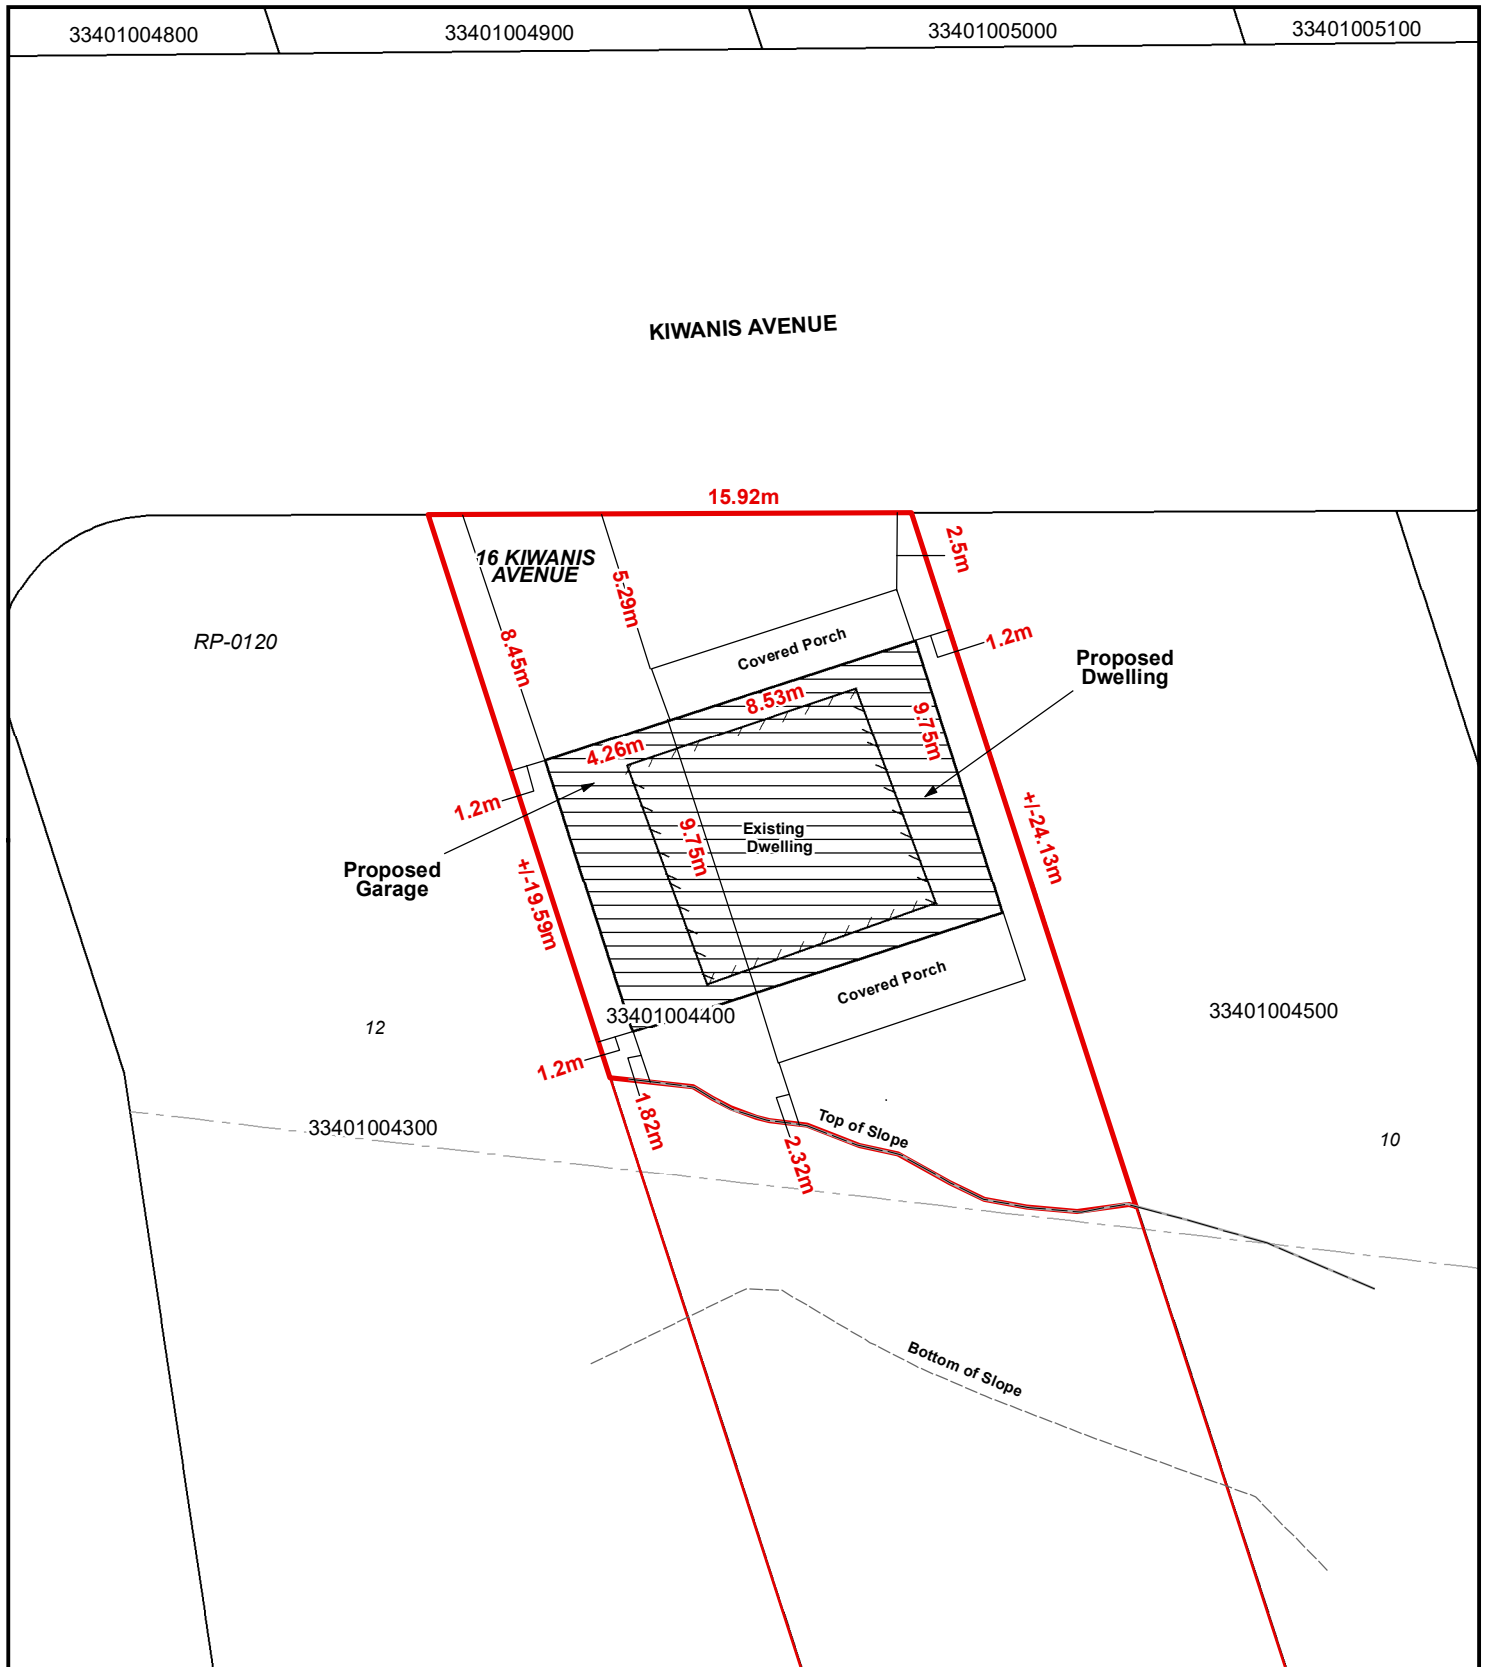 33401004800
33401004900
33401005000
33401005100
KIWANIS AVENUE
15.92m
16 KIWANIS
AVENUE
2.5m
5.29m
8.45m
RP-0120
Covered Porch
1.2m
Proposed
Dwelling
8.53m
9.75m
4.26m
1.2m
+/-24.13m
9.75m
Existing
Dwelling
Proposed
Garage
+/-19.59m
Covered Porch
33401004400
33401004500
12
1.2m
1.82m
Top of Slope
33401004300
10
2.32m
Bottom of Slope